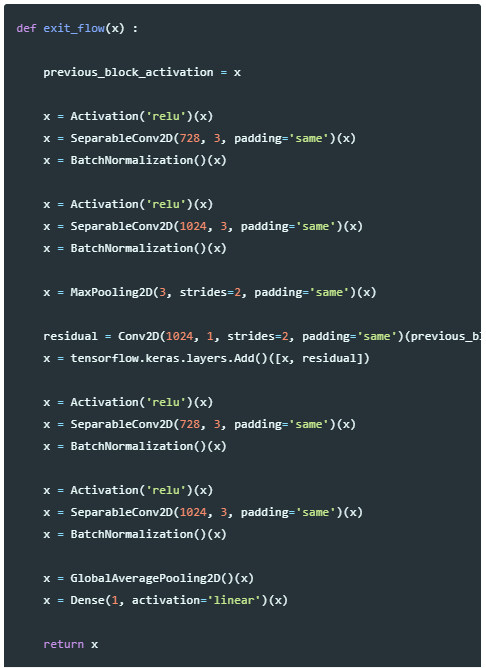 def exit_flow(x) :
    previous_block_activation = x
    x = Activation('relu')(x)
    x = SeparableConv2D(728, 3, padding='same')(x)
    x = BatchNormalization()(x)
    x = Activation('relu')(x)
    x = SeparableConv2D(1024, 3, padding='same')(x)
    x = BatchNormalization()(x)
    x = MaxPooling2D(3, strides=2, padding='same')(x)
    residual = Conv2D(1024, 1, strides=2, padding='same')(previous_bl
    x = tensorflow.keras.layers.Add()([x, residual])
    x = Activation('relu')(x)
    x = SeparableConv2D(728, 3, padding='same')(x)
    x = BatchNormalization()(x)
    x = Activation('relu')(x)
    x = SeparableConv2D(1024, 3, padding='same')(x)
    x = BatchNormalization()(x)
    x = GlobalAveragePooling2D()(x)
    x = Dense(1, activation='linear')(x)
    return x